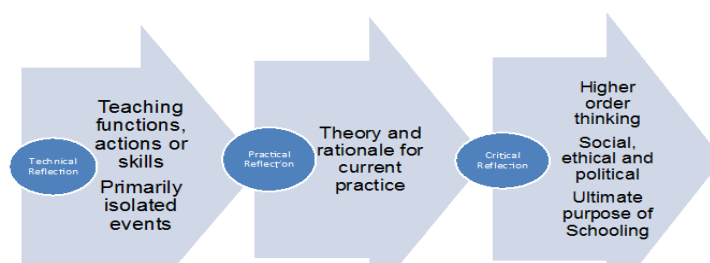 Technical
Reflection
Teaching
functions,
actions or
skills
Primarily
isolated
events
Practical
Reflection
Theory and
rationale for
current
practice
Critical
Reflection
Higher
order
thinking
Social,
ethical and
political
Ultimate
purpose of
Schooling